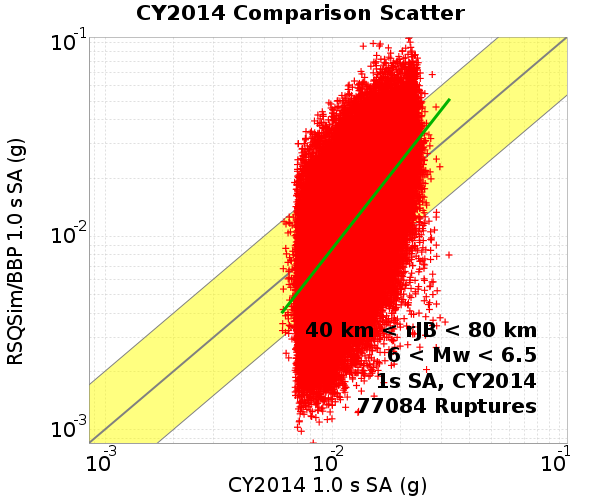 CY2014 Comparison Scatter
RSQSim/BBP 1.0 s SA (g)
10-1
10-2
10-3
40 km < rJB < 80 km
6 < Mw < 6.5
1s SA, CY2014
77084 Ruptures
10-3 10-2 10-1
CY2014 1.0 s SA (g)